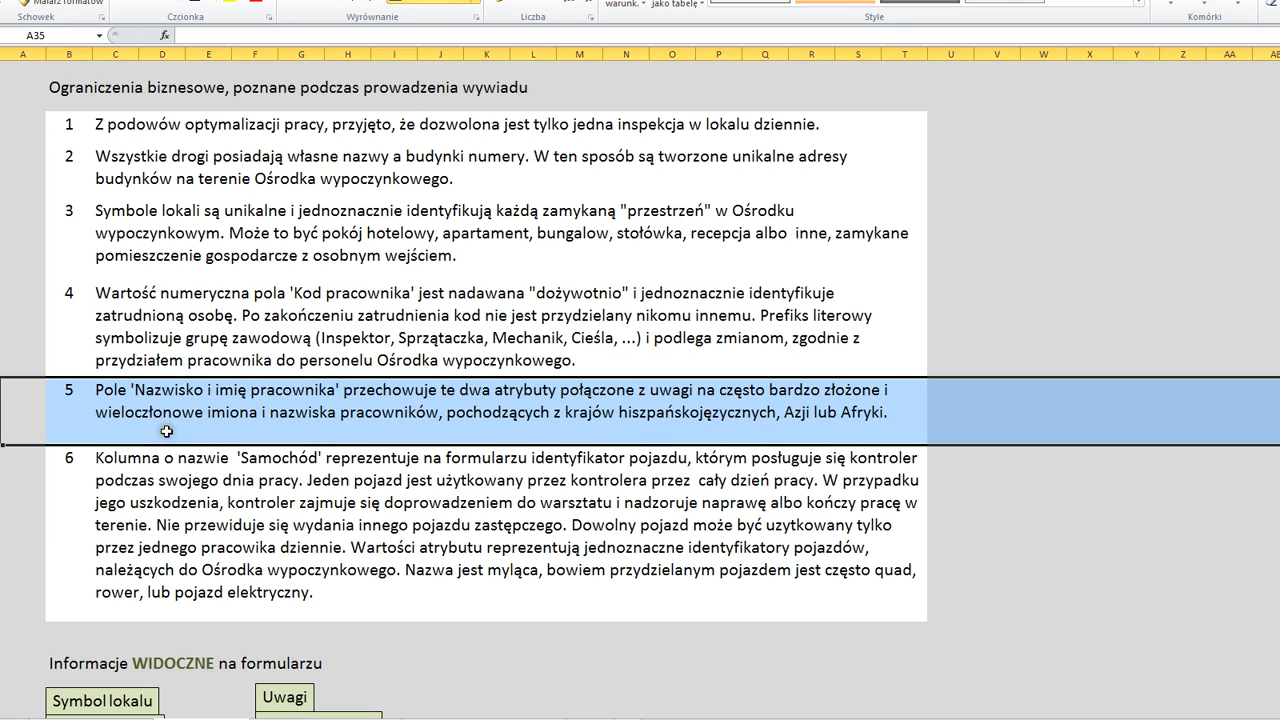 Malarz formatów
warunk.
jako tabelę
Schowek
Czcionka
Wyrównanie
Liczba
Style
Komórki
A35
fx
A B C D E F G H I J K L M N O P Q R S T U V W X Y Z AA AB
Ograniczenia biznesowe, poznane podczas prowadzenia wywiadu
1 Z podowów optymalizacji pracy, przyjęto, że dozwolona jest tylko jedna inspekcja w lokalu dziennie.
2 Wszystkie drogi posiadają własne nazwy a budynki numery. W ten sposób są tworzone unikalne adresy
budynków na terenie Ośrodka wypoczynkowego.
3 Symbole lokali są unikalne i jednoznacznie identyfikują każdą zamykaną "przestrzeń" w Ośrodku
wypoczynkowym. Może to być pokój hotelowy, apartament, bungalow, stołówka, recepcja albo inne, zamykane
pomieszczenie gospodarcze z osobnym wejściem.
4 Wartość numeryczna pola 'Kod pracownika' jest nadawana "dożywotnio" i jednoznacznie identyfikuje
zatrudnioną osobę. Po zakończeniu zatrudnienia kod nie jest przydzielany nikomu innemu. Prefiks literowy
symbolizuje grupę zawodową (Inspektor, Sprzątaczka, Mechanik, Cieśla, ...) i podlega zmianom, zgodnie z
przydziałem pracownika do personelu Ośrodka wypoczynkowego.
5 Pole 'Nazwisko i imię pracownika' przechowuje te dwa atrybuty połączone z uwagi na często bardzo złożone i
wieloczłonowe imiona i nazwiska pracowników, pochodzących z krajów hiszpańskojęzycznych, Azji lub Afryki.
6 Kolumna o nazwie 'Samochód' reprezentuje na formularzu identyfikator pojazdu, którym posługuje się kontroler
podczas swojego dnia pracy. Jeden pojazd jest użytkowany przez kontrolera przez cały dzień pracy. W przypadku
jego uszkodzenia, kontroler zajmuje się doprowadzeniem do warsztatu i nadzoruje naprawę albo kończy pracę w
terenie. Nie przewiduje się wydania innego pojazdu zastępczego. Dowolny pojazd może być uzytkowany tylko
przez jednego pracowika dziennie. Wartości atrybutu reprezentują jednoznaczne identyfikatory pojazdów,
należących do Ośrodka wypoczynkowego. Nazwa jest myląca, bowiem przydzielanym pojazdem jest często quad,
rower, lub pojazd elektryczny.
Informacje WIDOCZNE na formularzu
Symbol lokalu
Uwagi